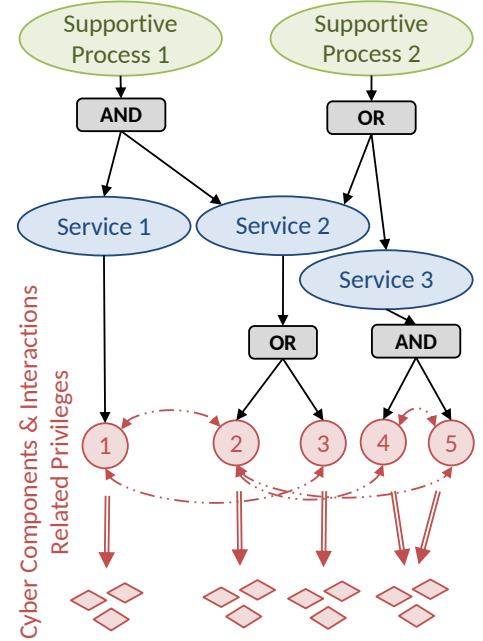 Supportive
Process 1
Supportive
Process 2
AND
OR
Service 1
Service 2
Service 3
OR
AND
1
2
3
4
5
Cyber Components & Interactions
Related Privileges